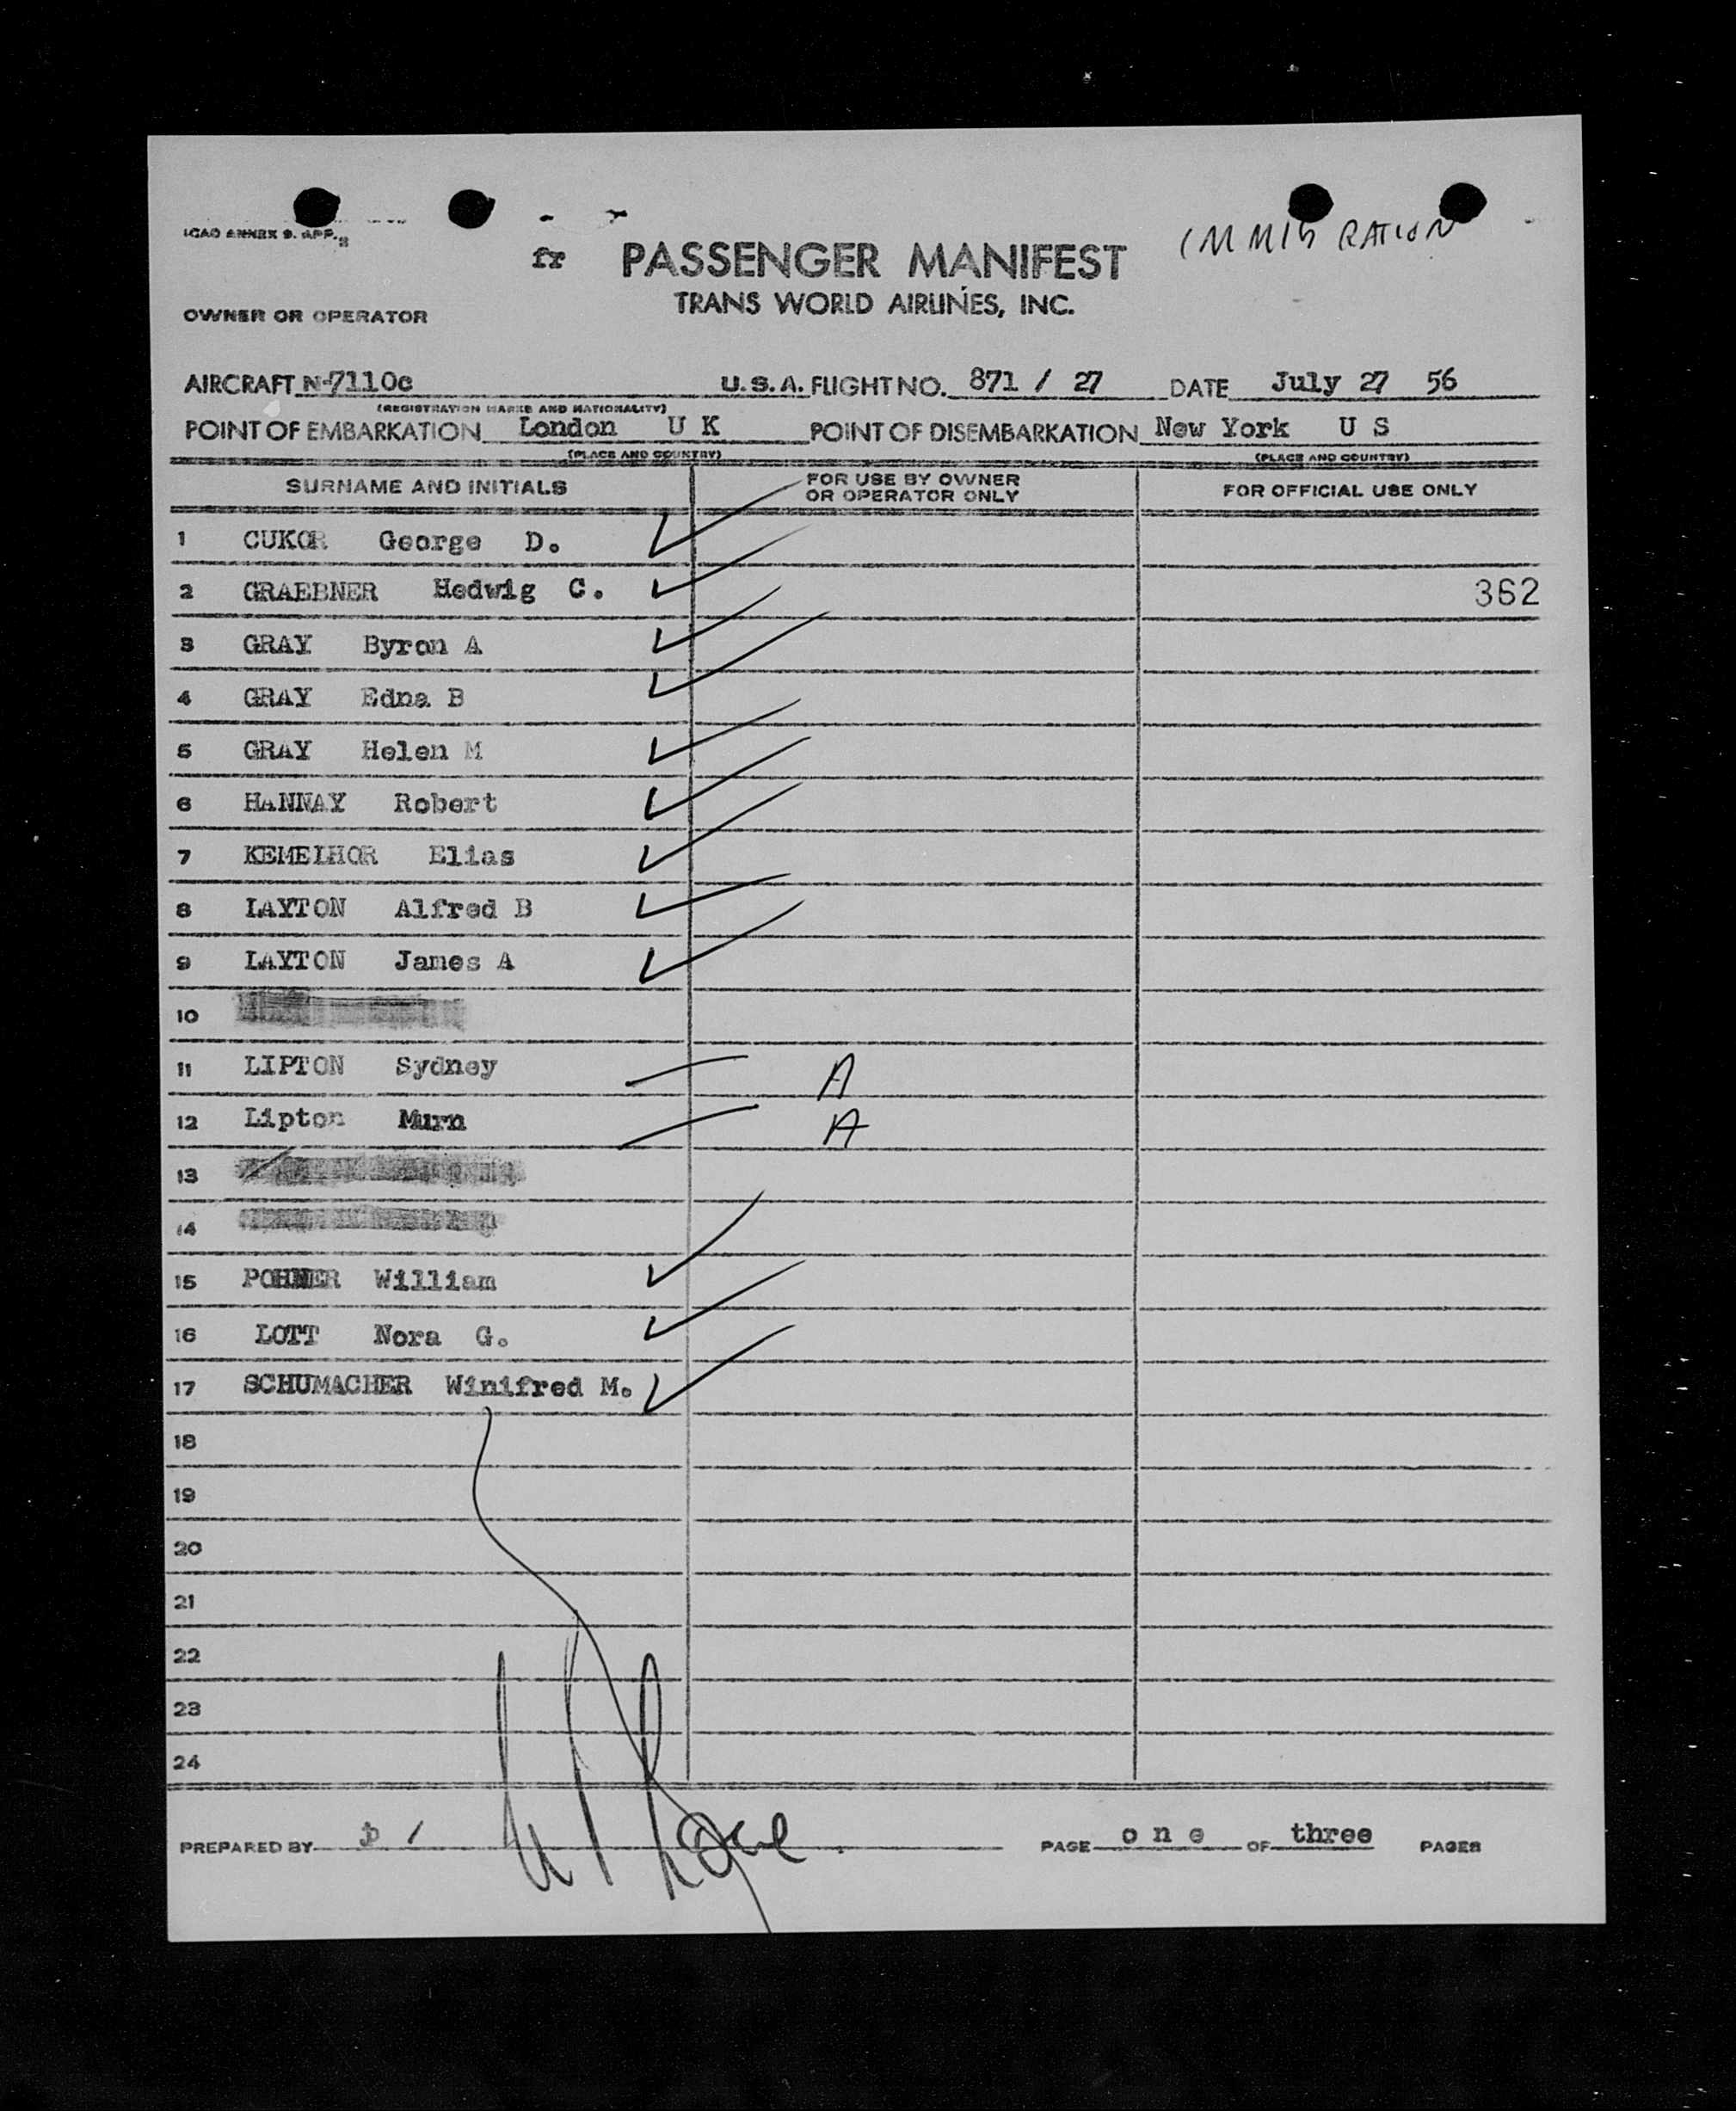 ICAO ANNEX 9. APP. 3
IMMIGRATION
fr PASSENGER MANIFEST
TRANS WORLD AIRLINES, INC.
OWNER OR OPERATOR
AIRCRAFT N-7110c U.S.A. FLIGHT NO. 871 / 27 DATE July 27 56
(REGISTRATION MARKS AND NATIONALITY)
POINT OF EMBARKATION London U K POINT OF DISEMBARKATION New York U S
(PLACE AND COUNTRY) (PLACE AND COUNTRY)
SURNAME AND INITIALS FOR USE BY OWNER OR OPERATOR ONLY FOR OFFICIAL USE ONLY
1 CUKOR George D.
2 GRAEBNER Hedwig C. 362
3 GRAY Byron A
4 GRAY Edna B
5 GRAY Helen M
6 HANNAY Robert
7 KEMELHOR Elias
8 LAYTON Alfred B
9 LAYTON James A
10
11 LIPTON Sydney A
12 Lipton Murn A
13
14
15 POHNER William
16 LOTT Nora G.
17 SCHUMACHER Winifred M.
18
19
20
21
22
23
24
PREPARED BY PAGE one OF three PAGES